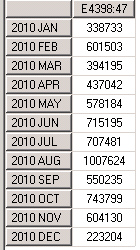 E4398:47
2010 JAN 338733
2010 FEB 601503
2010 MAR 394195
2010 APR 437042
2010 MAY 578184
2010 JUN 715195
2010 JUL 707481
2010 AUG 1007624
2010 SEP 550235
2010 OCT 743799
2010 NOV 604130
2010 DEC 223204